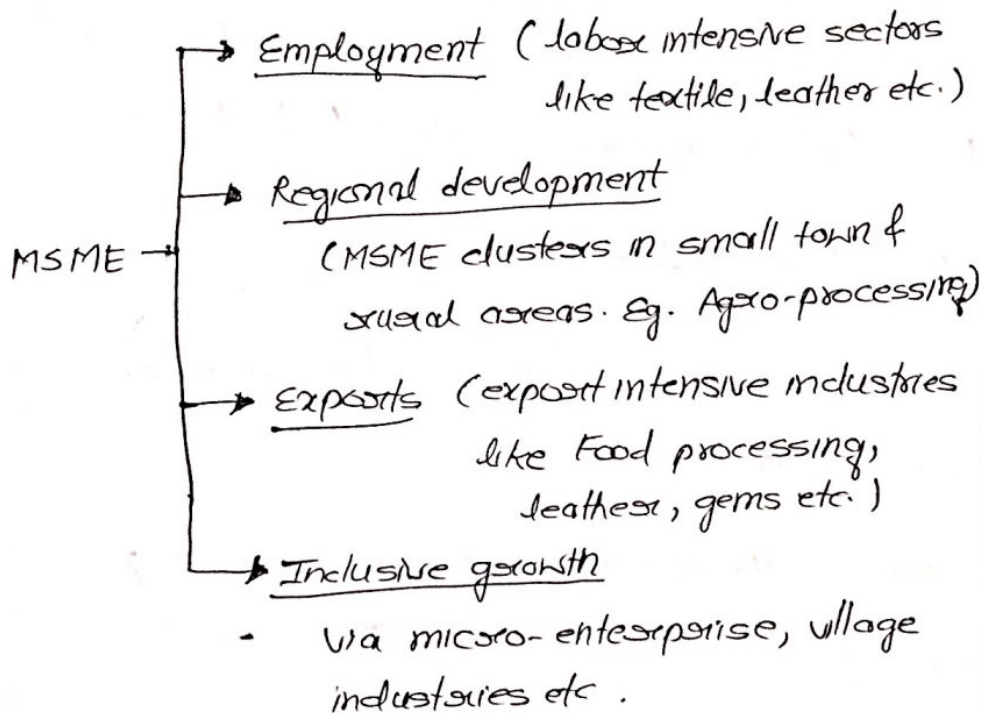 Employment (labor intensive sectors
like textile, leather etc.)
Regional development
MSME
(MSME clusters in small town &
rural areas. Eg. Agro-processing)
Exports (export intensive industries
like Food processing,
leather, gems etc.)
Inclusive growth
- via micro-enterprise, village
industries etc.